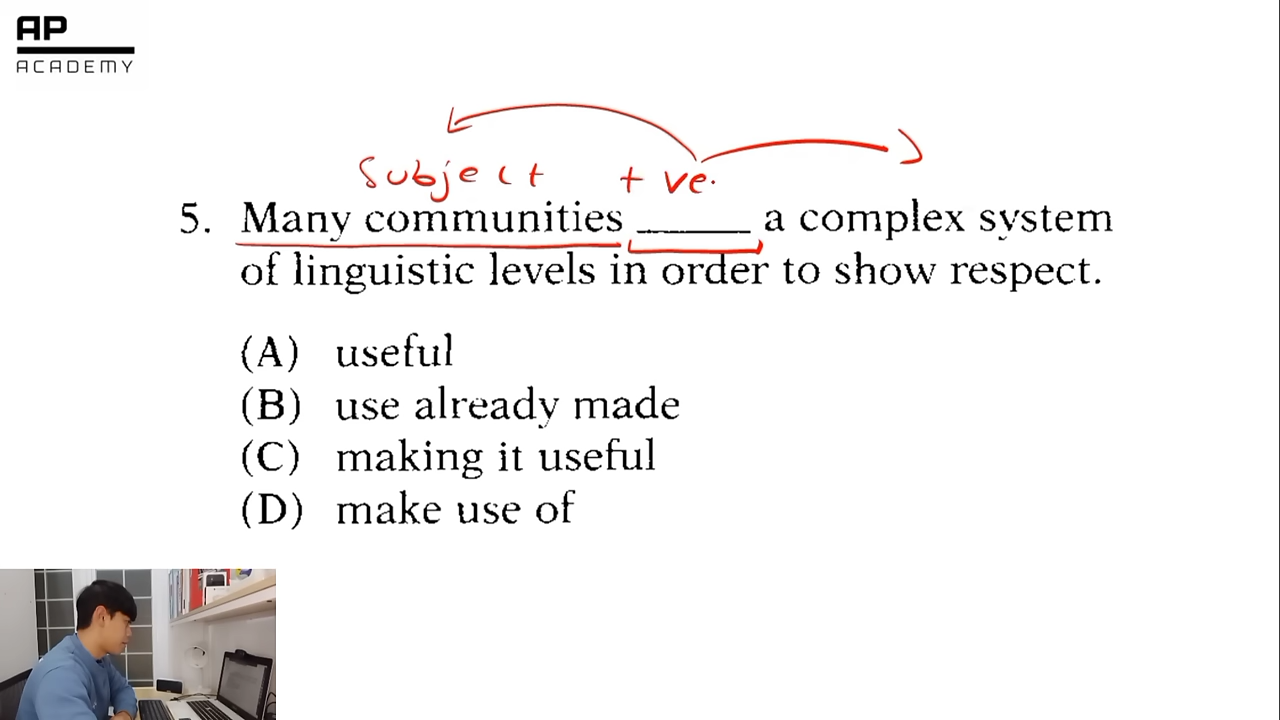 AP
ACADEMY
Subject + ve.
5. Many communities ______ a complex system
of linguistic levels in order to show respect.
(A) useful
(B) use already made
(C) making it useful
(D) make use of